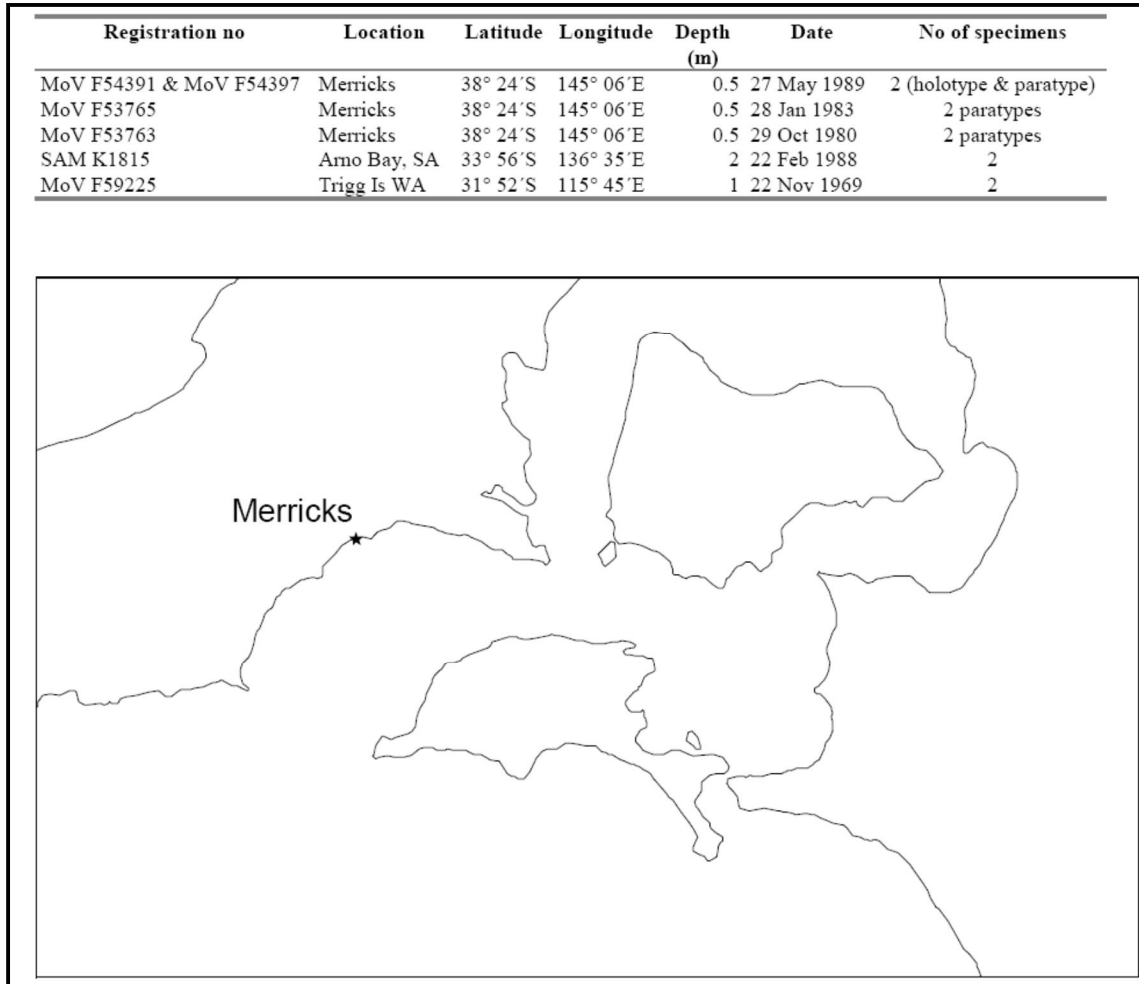 Registration no Location Latitude Longitude Depth (m) Date No of specimens
MoV F54391 & MoV F54397 Merricks 38° 24´S 145° 06´E 0.5 27 May 1989 2 (holotype & paratype)
MoV F53765 Merricks 38° 24´S 145° 06´E 0.5 28 Jan 1983 2 paratypes
MoV F53763 Merricks 38° 24´S 145° 06´E 0.5 29 Oct 1980 2 paratypes
SAM K1815 Arno Bay, SA 33° 56´S 136° 35´E 2 22 Feb 1988 2
MoV F59225 Trigg Is WA 31° 52´S 115° 45´E 1 22 Nov 1969 2
Merricks